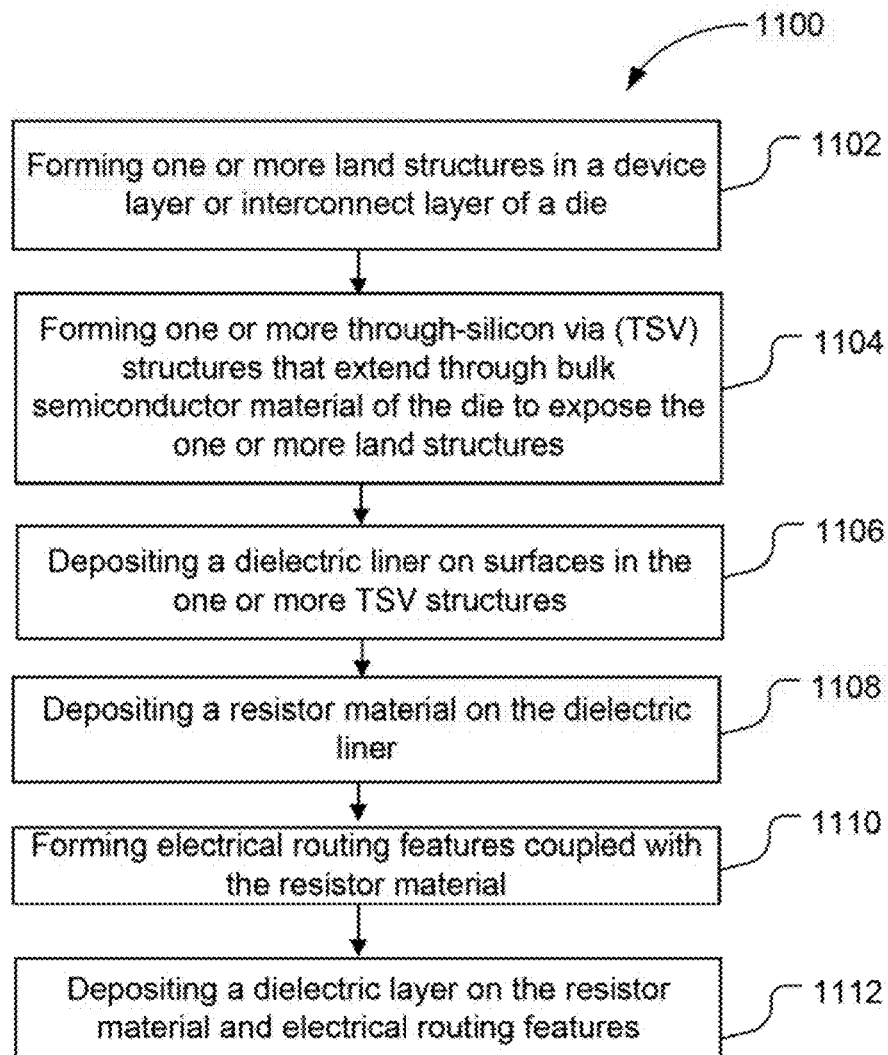 1100
Forming one or more land structures in a device
layer or interconnect layer of a die
1102
Forming one or more through-silicon via (TSV)
structures that extend through bulk
semiconductor material of the die to expose the
one or more land structures
1104
Depositing a dielectric liner on surfaces in the
one or more TSV structures
1106
Depositing a resistor material on the dielectric
liner
1108
Forming electrical routing features coupled with
the resistor material
1110
Depositing a dielectric layer on the resistor
material and electrical routing features
1112